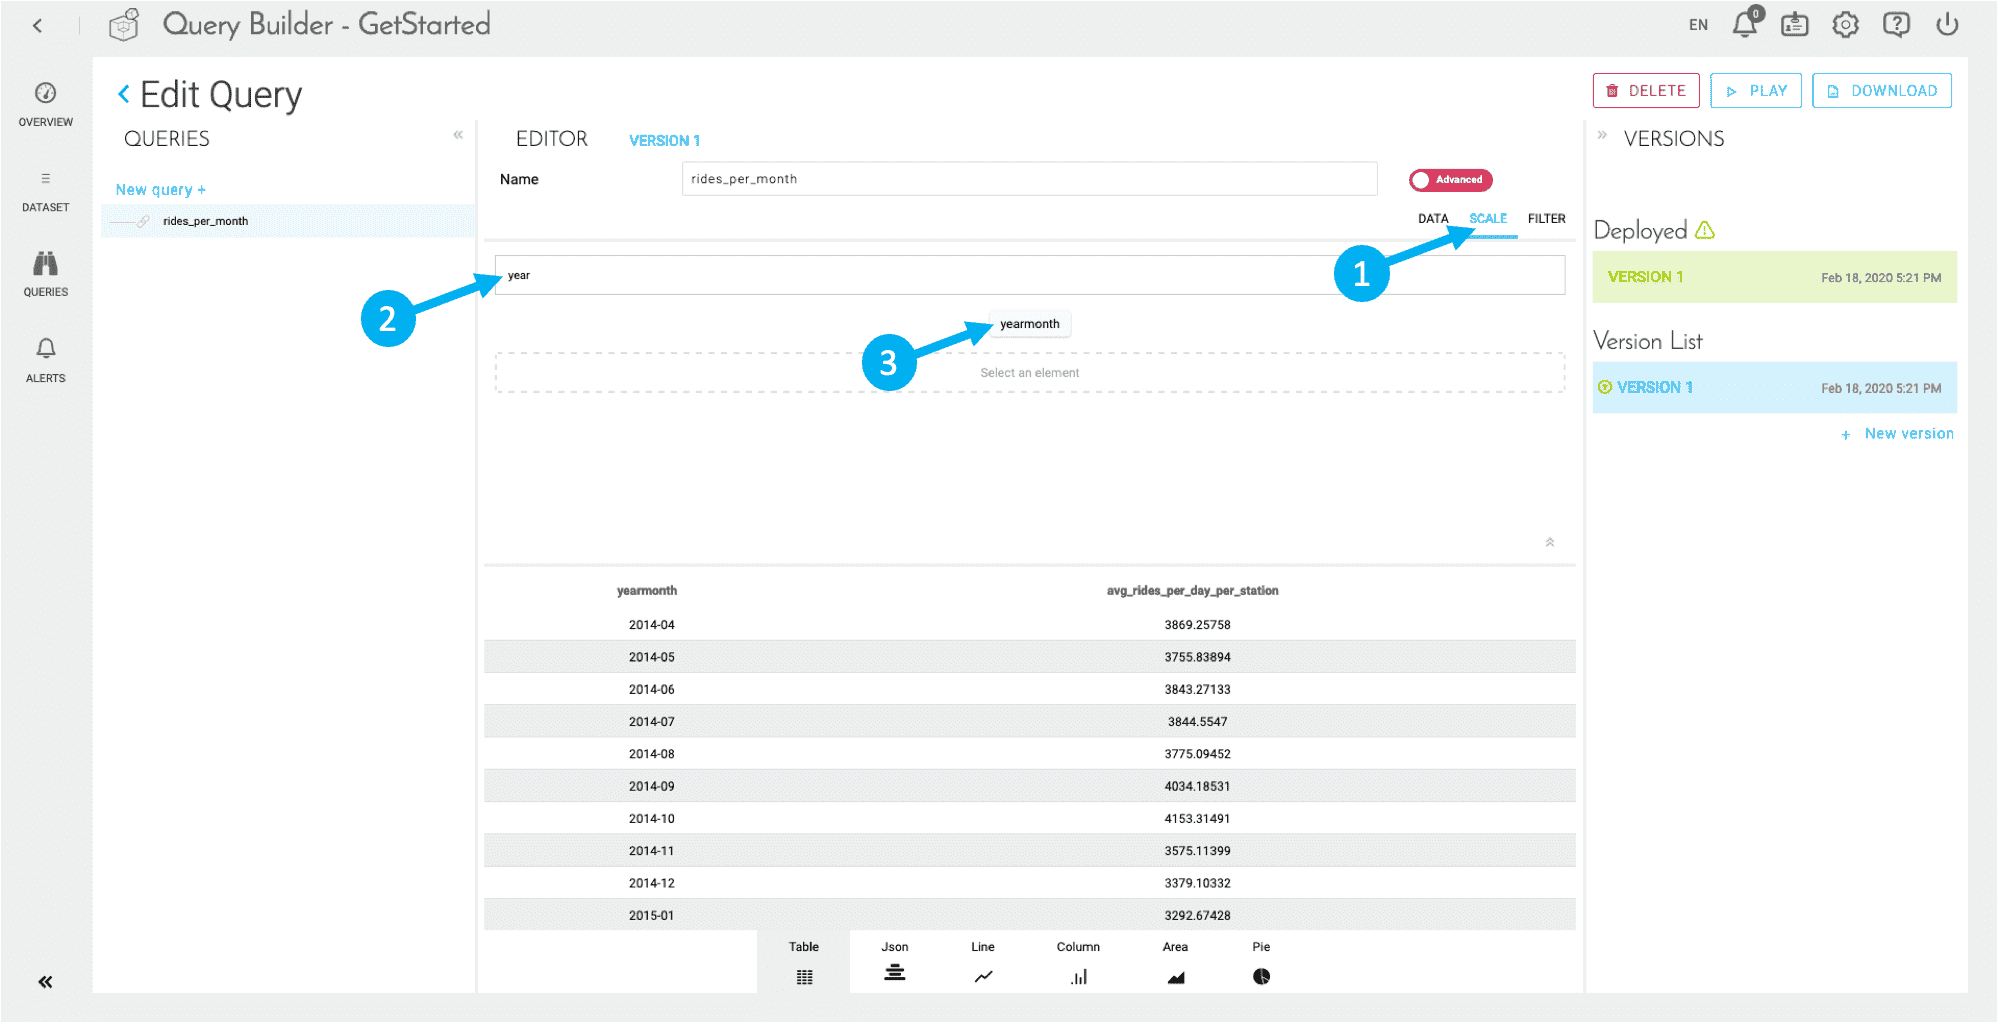 Query Builder - GetStarted
EN
0
OVERVIEW
DATASET
QUERIES
ALERTS
Edit Query
DELETE
PLAY
DOWNLOAD
QUERIES
New query +
rides_per_month
EDITOR
VERSION 1
Name
rides_per_month
Advanced
DATA
SCALE
FILTER
1
year
2
yearmonth
3
Select an element
yearmonth avg_rides_per_day_per_station
2014-04 3869.25758
2014-05 3755.83894
2014-06 3843.27133
2014-07 3844.5547
2014-08 3775.09452
2014-09 4034.18531
2014-10 4153.31491
2014-11 3575.11399
2014-12 3379.10332
2015-01 3292.67428
Table
Json
Line
Column
Area
Pie
VERSIONS
Deployed
VERSION 1 Feb 18, 2020 5:21 PM
Version List
VERSION 1 Feb 18, 2020 5:21 PM
+ New version